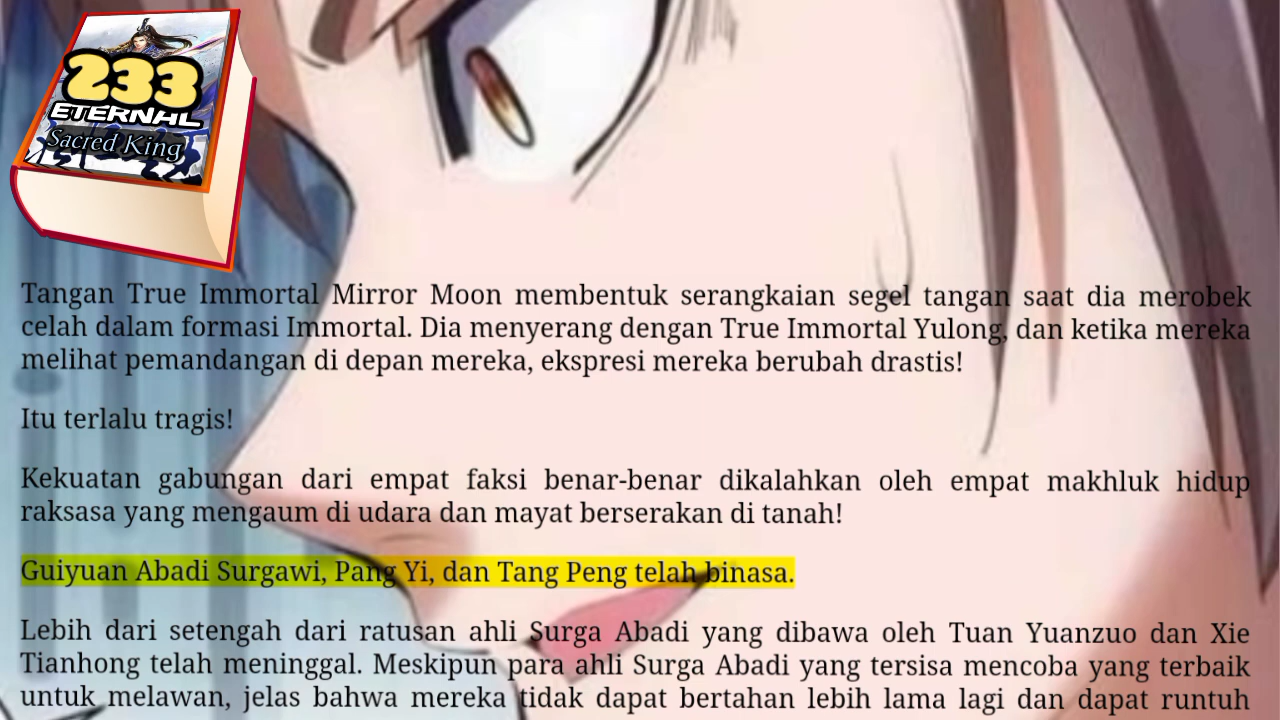 233
ETERNAL
Sacred King
Tangan True Immortal Mirror Moon membentuk serangkaian segel tangan saat dia merobek
celah dalam formasi Immortal. Dia menyerang dengan True Immortal Yulong, dan ketika mereka
melihat pemandangan di depan mereka, ekspresi mereka berubah drastis!
Itu terlalu tragis!
Kekuatan gabungan dari empat faksi benar-benar dikalahkan oleh empat makhluk hidup
raksasa yang mengaum di udara dan mayat berserakan di tanah!
Guiyuan Abadi Surgawi, Pang Yi, dan Tang Peng telah binasa.
Lebih dari setengah dari ratusan ahli Surga Abadi yang dibawa oleh Tuan Yuanzuo dan Xie
Tianhong telah meninggal. Meskipun para ahli Surga Abadi yang tersisa mencoba yang terbaik
untuk melawan, jelas bahwa mereka tidak dapat bertahan lebih lama lagi dan dapat runtuh